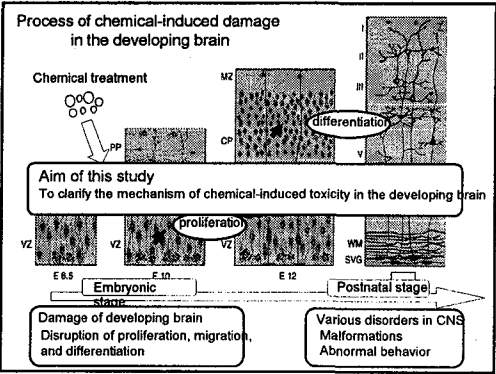 Process of chemical-induced damage
in the developing brain
Chemical treatment
PP
MZ
CP
I
II
III
V
differentiation
Aim of this study
To clarify the mechanism of chemical-induced toxicity in the developing brain
proliferation
VZ
VZ
VZ
WM
SVG
E 8.5
E 10
E 12
Embryonic
stage
Postnatal stage
Damage of developing brain
Disruption of proliferation, migration,
and differentiation
Various disorders in CNS
Malformations
Abnormal behavior